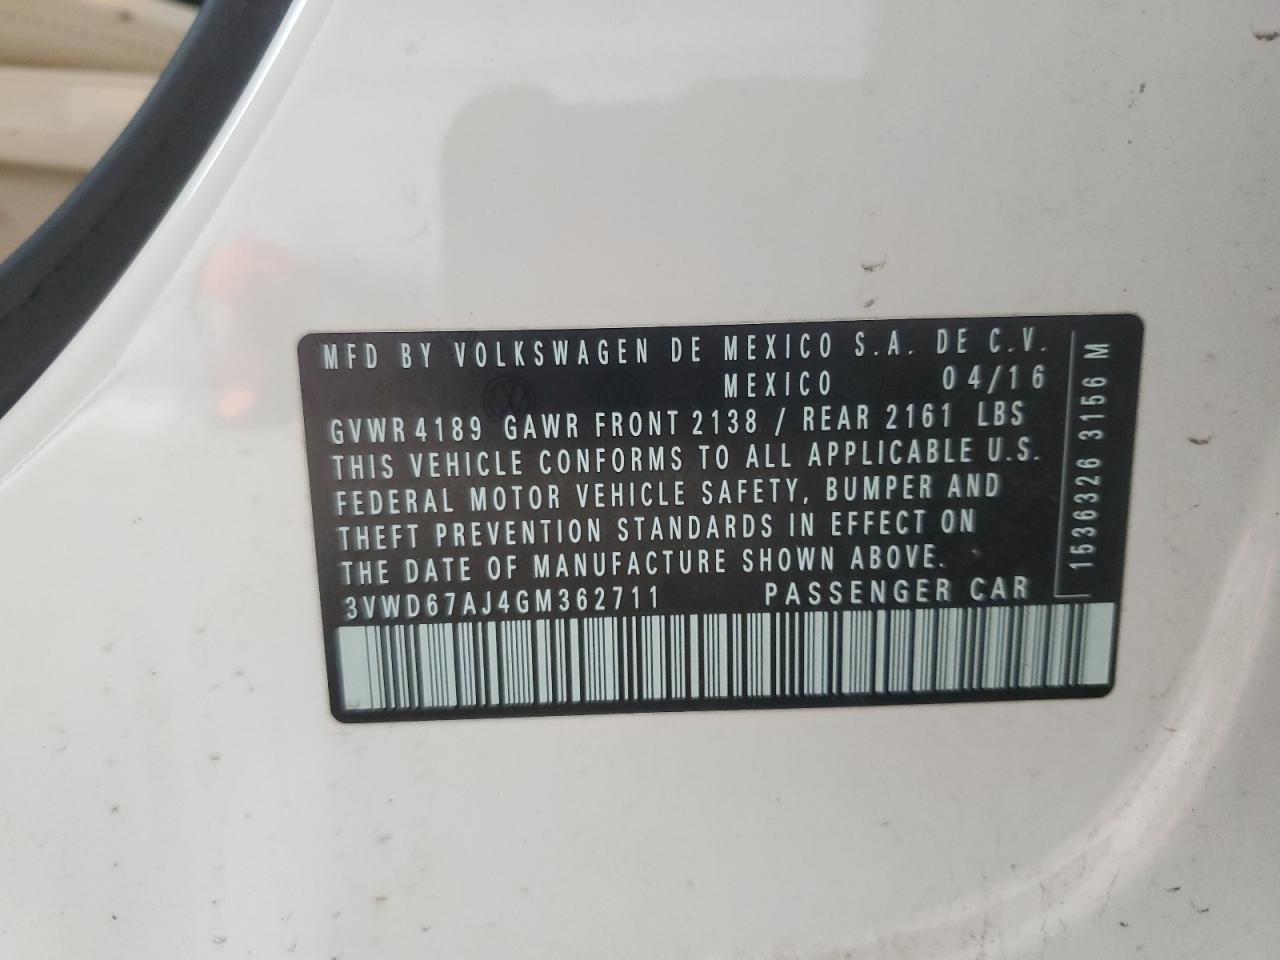 MFD BY VOLKSWAGEN DE MEXICO S.A. DE C.V.
MEXICO 04/16
GVWR 4189 GAWR FRONT 2138 / REAR 2161 LBS
THIS VEHICLE CONFORMS TO ALL APPLICABLE U.S.
FEDERAL MOTOR VEHICLE SAFETY, BUMPER AND
THEFT PREVENTION STANDARDS IN EFFECT ON
THE DATE OF MANUFACTURE SHOWN ABOVE.
3VWD67AJ4GM362711 PASSENGER CAR
1536326 3156 M